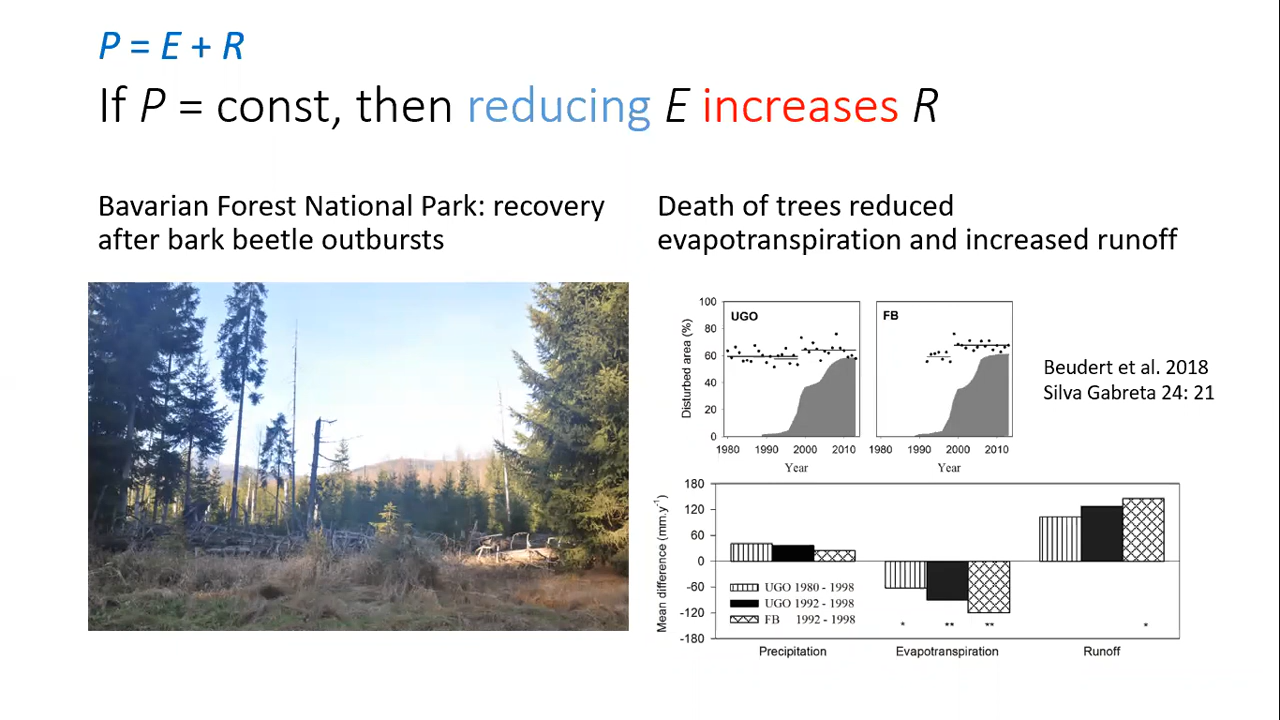 P = E + R
If P = const, then reducing E increases R
Bavarian Forest National Park: recovery
after bark beetle outbursts
Death of trees reduced
evapotranspiration and increased runoff
Disturbed area (%)
100
80
60
40
20
0
UGO
1980 1990 2000 2010
Year
FB
1980 1990 2000 2010
Year
Beudert et al. 2018
Silva Gabreta 24: 21
Mean difference (mm.y⁻¹)
180
120
60
0
-60
-120
-180
UGO 1980 - 1998
UGO 1992 - 1998
FB 1992 - 1998
* ** ** *
Precipitation Evapotranspiration Runoff